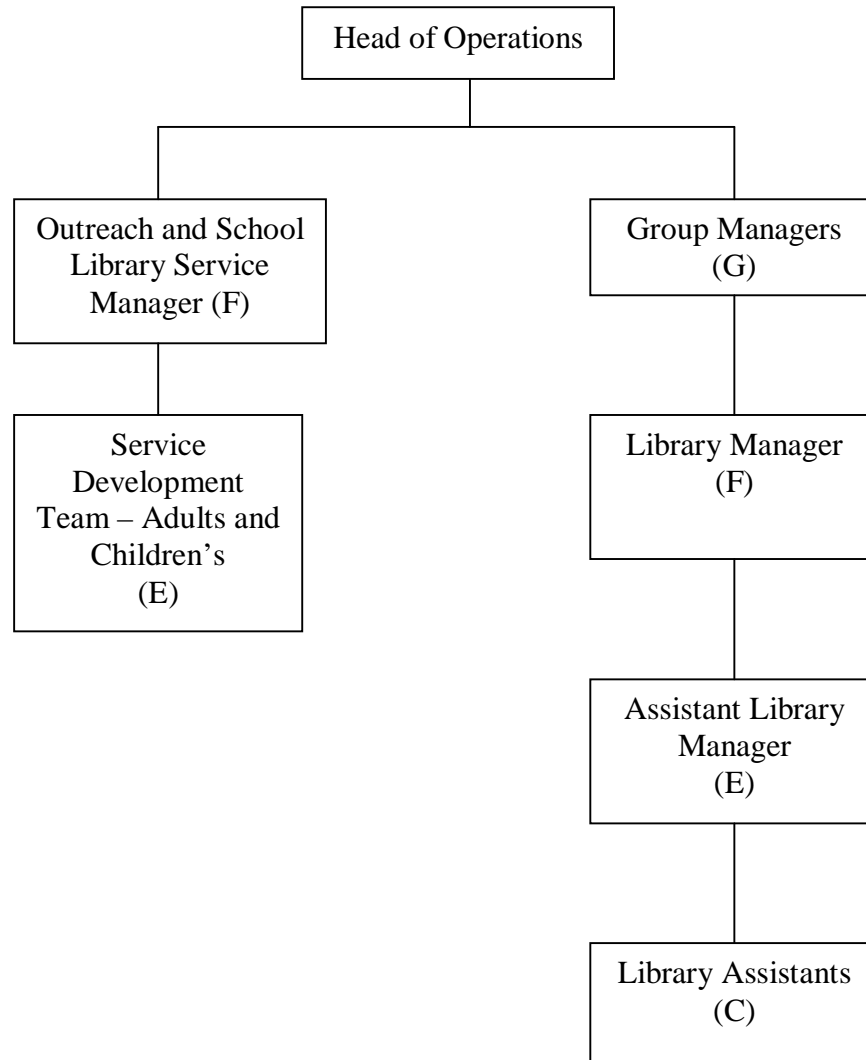 Head of Operations
Outreach and School
Library Service
Manager (F)
Group Managers
(G)
Service
Development
Team – Adults and
Children’s
(E)
Library Manager
(F)
Assistant Library
Manager
(E)
Library Assistants
(C)